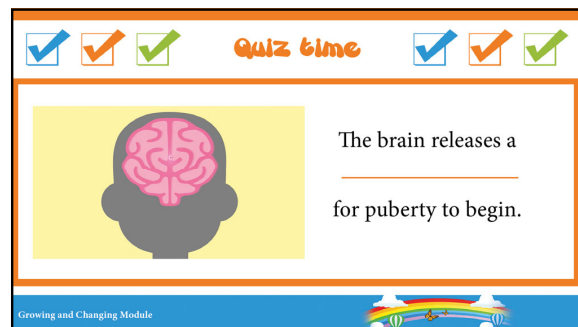 Quiz time
The brain releases a
for puberty to begin.
Growing and Changing Module